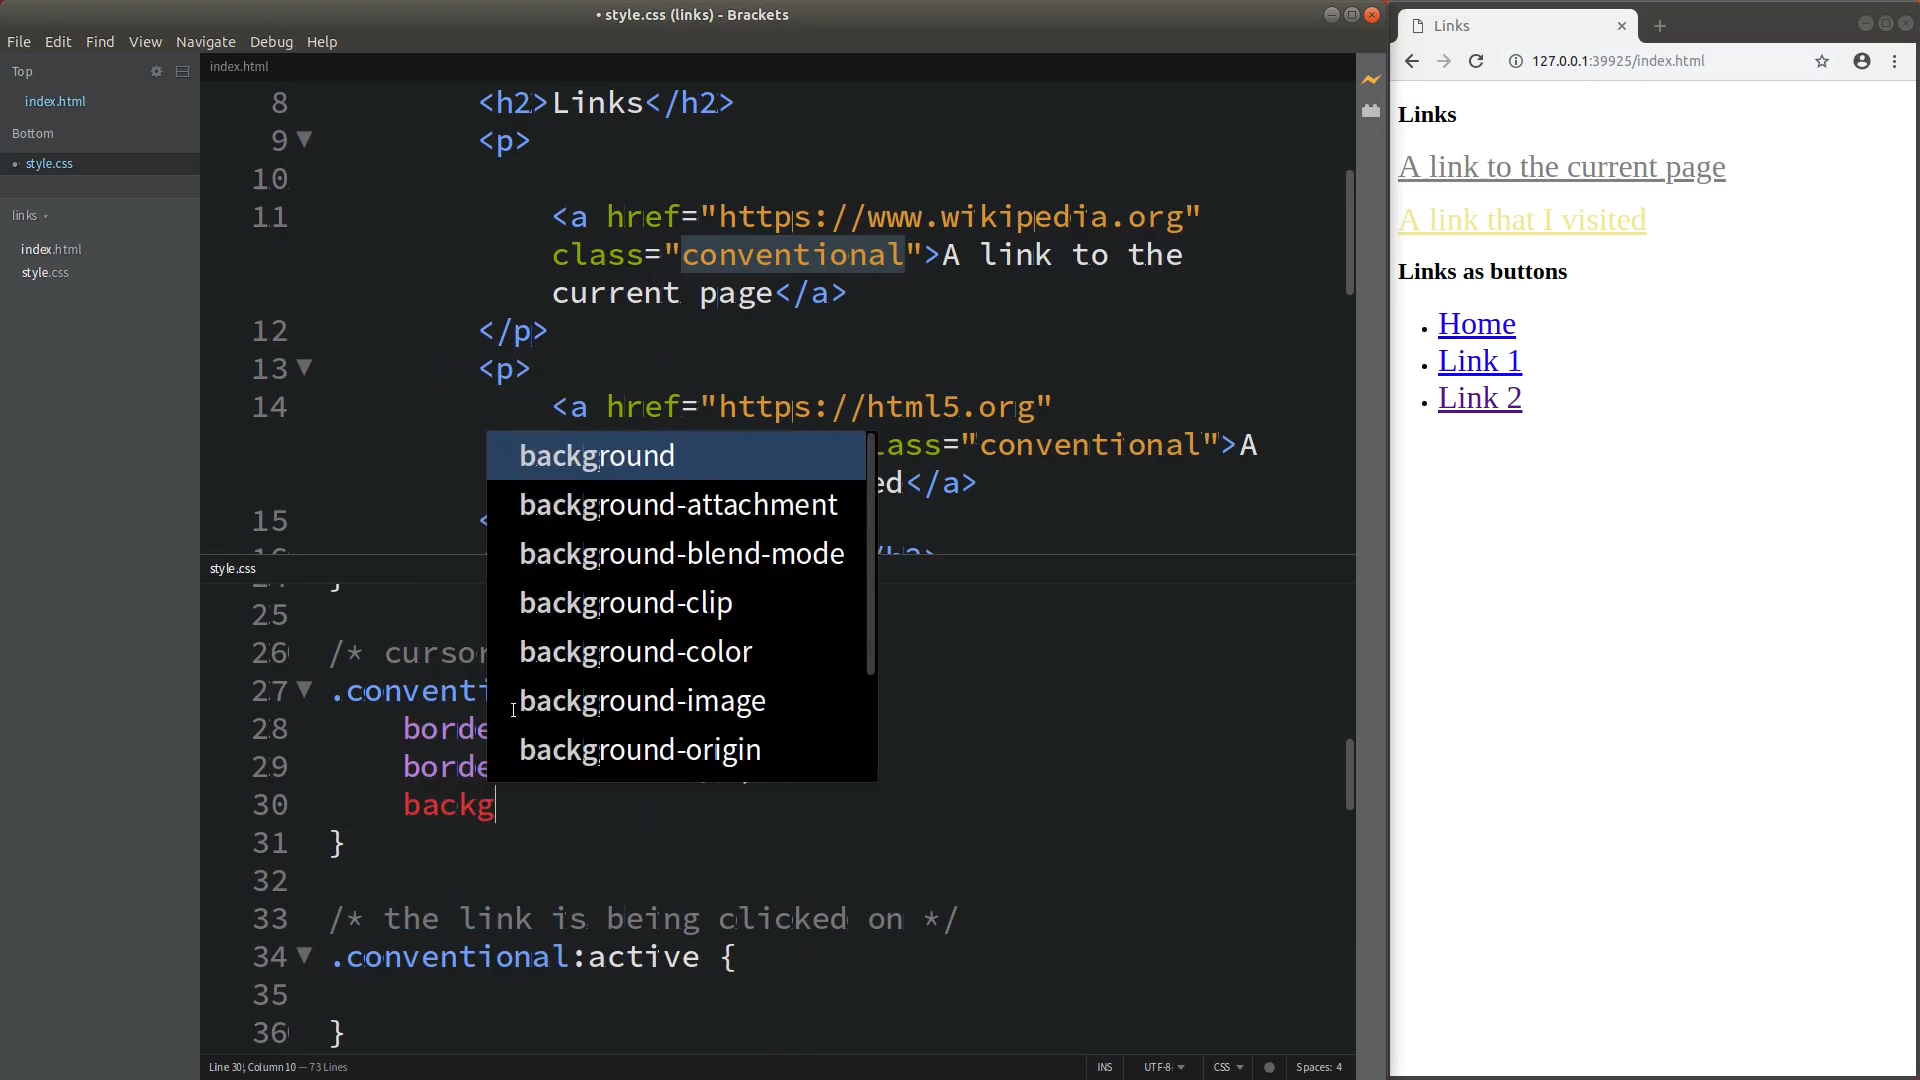 • style.css (links) - Brackets
File Edit Find View Navigate Debug Help
Top
index.html
Bottom
• style.css
links
index.html
style.css
index.html
8 <h2>Links</h2>
9 <p>
10
11 <a href="https://www.wikipedia.org"
class="conventional">A link to the
current page</a>
12 </p>
13 <p>
14 <a href="https://html5.org"
lass="conventional">A
ed</a>
15 <
16 /h2>
background
background-attachment
background-blend-mode
background-clip
background-color
background-image
background-origin
style.css
24 }
25
26 /* cursor
27 .conventi
28 borde
29 borde
30 backg
31 }
32
33 /* the link is being clicked on */
34 .conventional:active {
35
36 }
Line 30, Column 10 — 73 Lines
INS UTF-8 CSS Spaces: 4
Links
127.0.0.1:39925/index.html
Links
A link to the current page
A link that I visited
Links as buttons
• Home
• Link 1
• Link 2